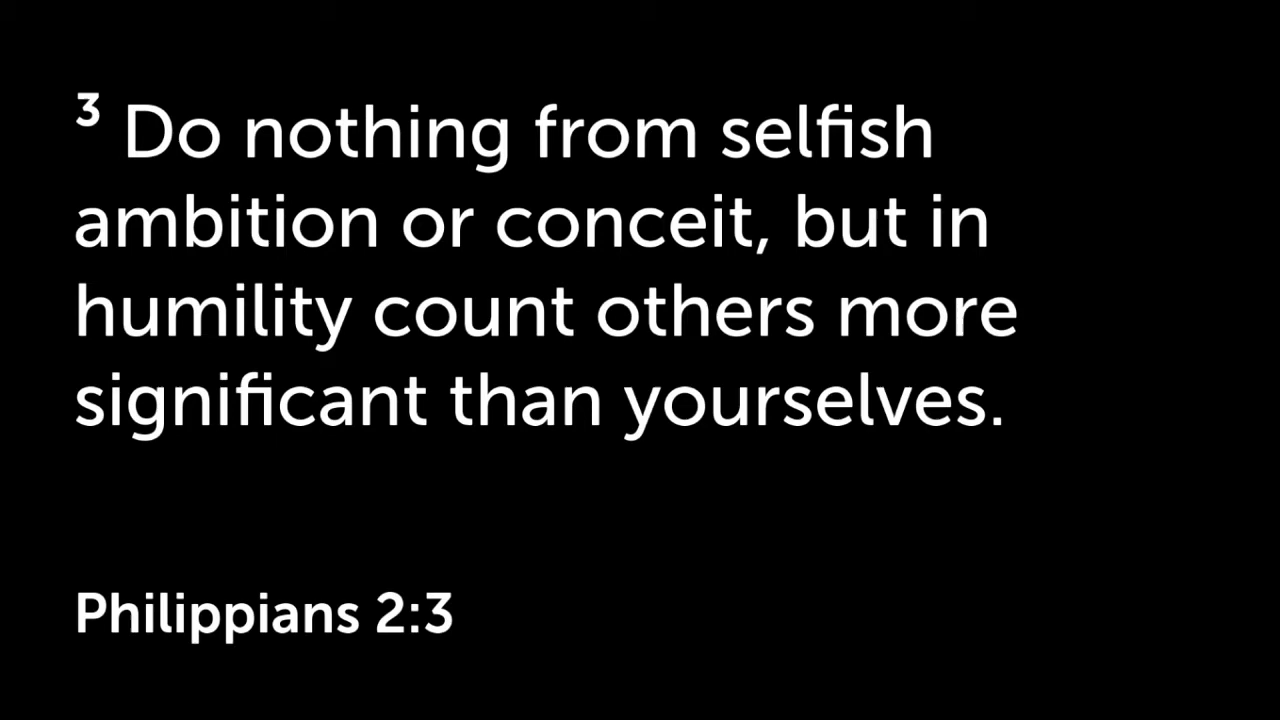 ³ Do nothing from selfish
ambition or conceit, but in
humility count others more
significant than yourselves.
Philippians 2:3